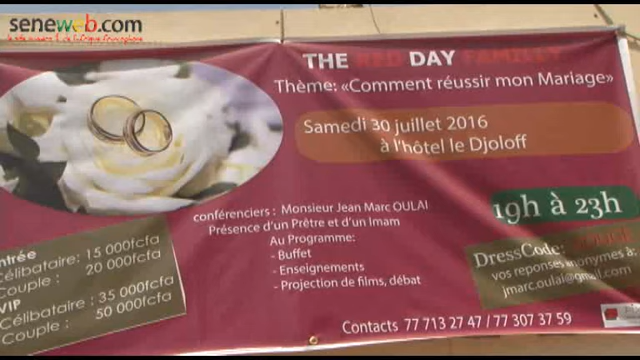 seneweb.com
THE RED DAY FAMILY
Thème: «Comment réussir mon Mariage»
Samedi 30 juillet 2016
à l'hôtel le Djoloff
conférenciers : Monsieur Jean Marc OULAI
Présence d'un Prêtre et d'un Imam
Au Programme:
- Buffet
- Enseignements
- Projection de films, débat
19h à 23h
DressCode:
vos reponses anonymes à:
jmarc.oulai@gmail.com
ntrée
Célibataire: 15 000fcfa
Couple : 20 000fcfa
VIP
Célibataire : 35 000fcfa
Couple : 50 000fcfa
Contacts 77 713 27 47 / 77 307 37 59